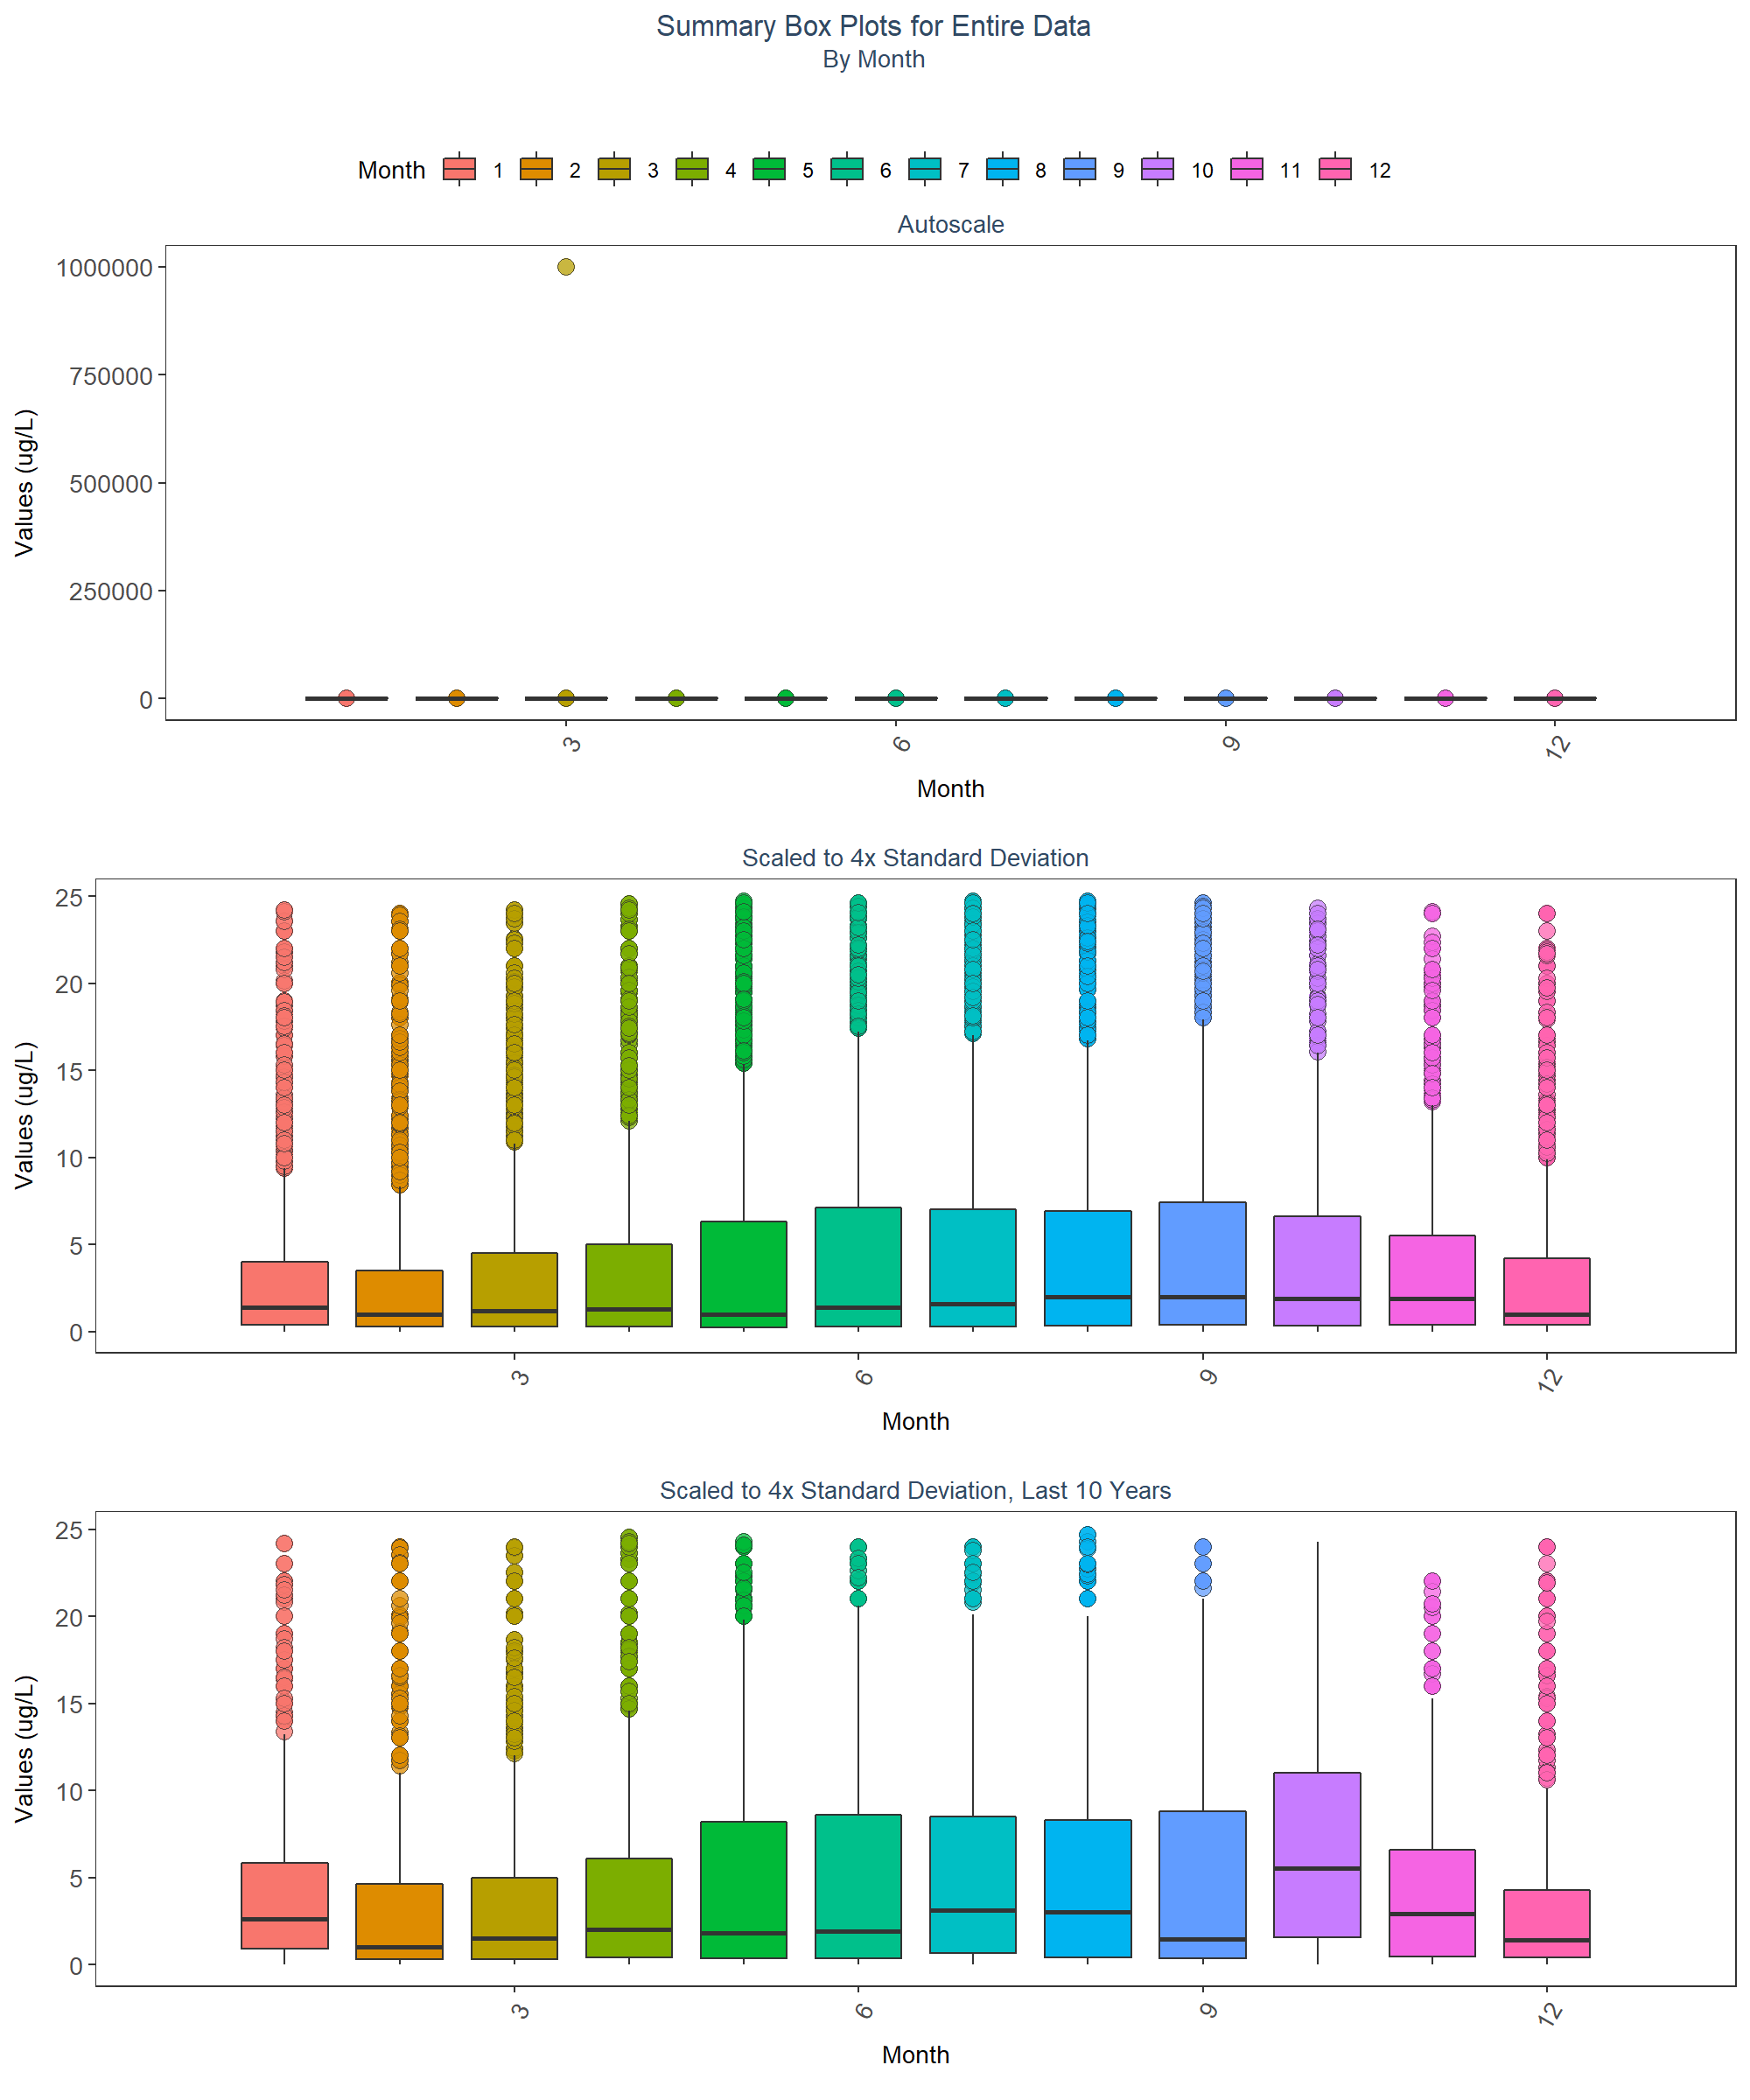 Summary Box Plots for Entire Data
By Month
Month 1 2 3 4 5 6 7 8 9 10 11 12
Autoscale
1000000
750000
500000
250000
0
Values (ug/L)
3 6 9 12
Month
Scaled to 4x Standard Deviation
25
20
15
10
5
0
Values (ug/L)
3 6 9 12
Month
Scaled to 4x Standard Deviation, Last 10 Years
25
20
15
10
5
0
Values (ug/L)
3 6 9 12
Month